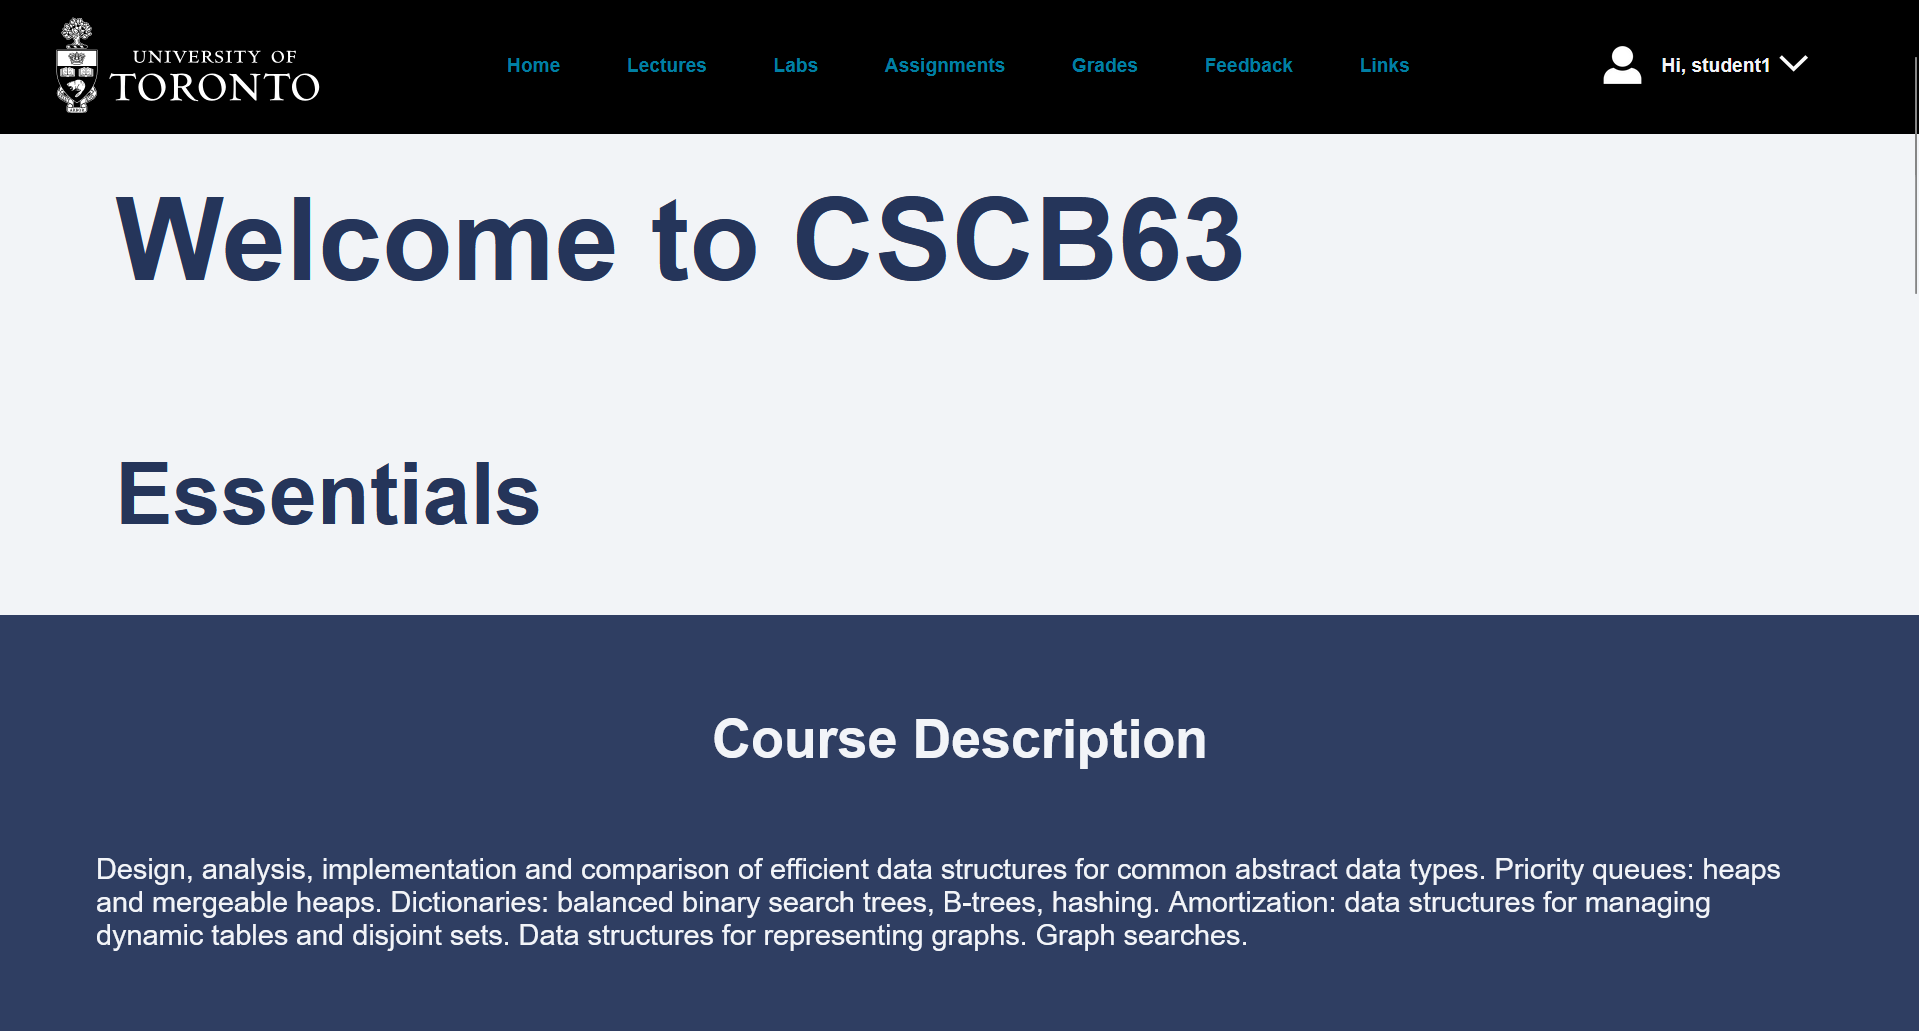 UNIVERSITY OF
TORONTO
Home Lectures Labs Assignments Grades Feedback Links
Hi, student1
Welcome to CSCB63
Essentials
Course Description
Design, analysis, implementation and comparison of efficient data structures for common abstract data types. Priority queues: heaps
and mergeable heaps. Dictionaries: balanced binary search trees, B-trees, hashing. Amortization: data structures for managing
dynamic tables and disjoint sets. Data structures for representing graphs. Graph searches.